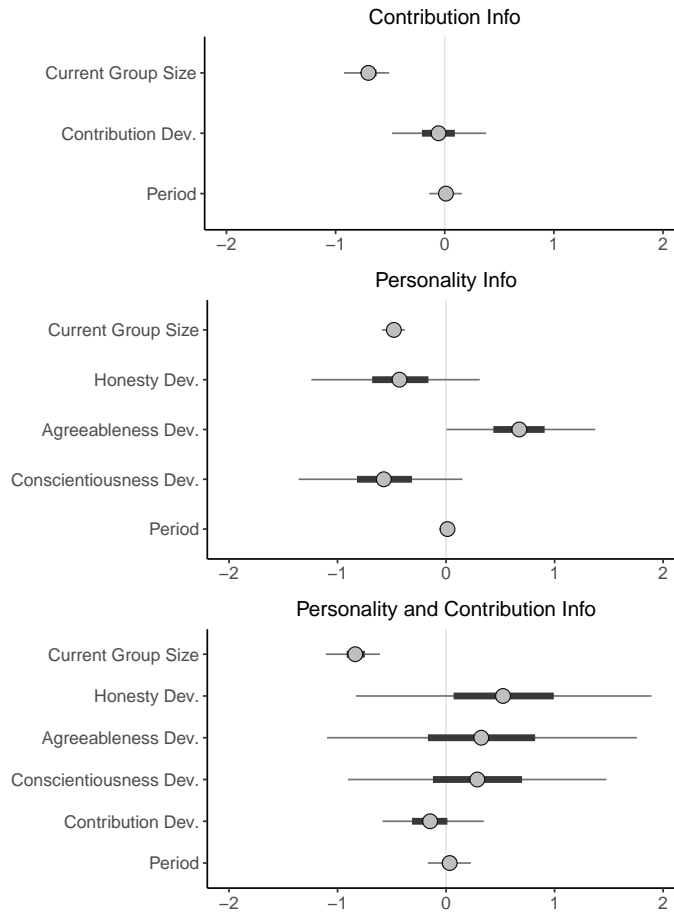 Contribution Info
Current Group Size
Contribution Dev.
Period
−2 −1 0 1 2
Personality Info
Current Group Size
Honesty Dev.
Agreeableness Dev.
Conscientiousness Dev.
Period
−2 −1 0 1 2
Personality and Contribution Info
Current Group Size
Honesty Dev.
Agreeableness Dev.
Conscientiousness Dev.
Contribution Dev.
Period
−2 −1 0 1 2